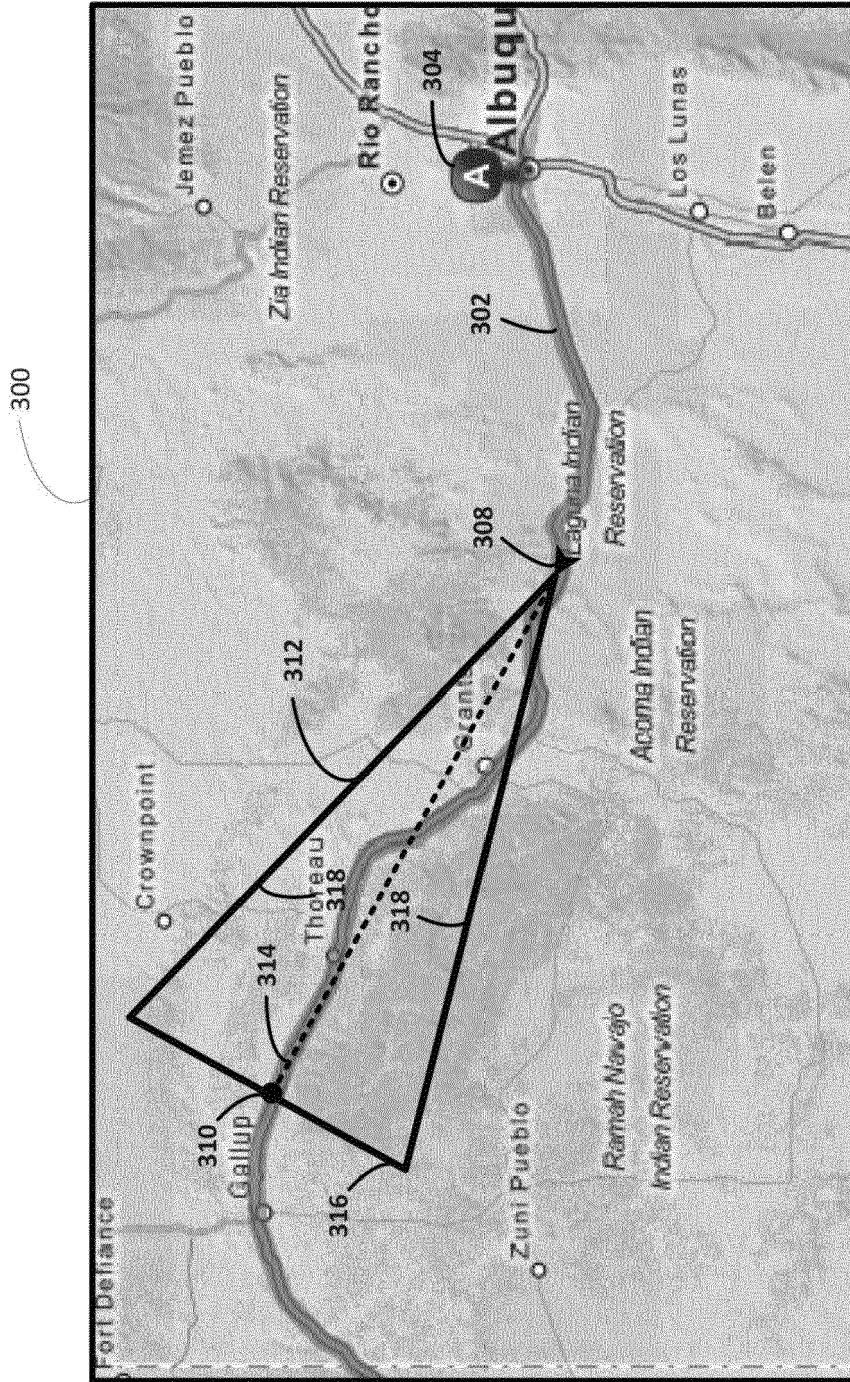 300
Fort Defiance
Gallup
310
314
316
Zuni Pueblo
Crownpoint
Thoreau
318
318
312
Grants
Ramah Navajo
Indian Reservation
Acoma Indian
Reservation
308
Laguna Indian
Reservation
302
Jemez Pueblo
Zia Indian Reservation
Rio Rancho
304
A
Albuqu
Los Lunas
Belen